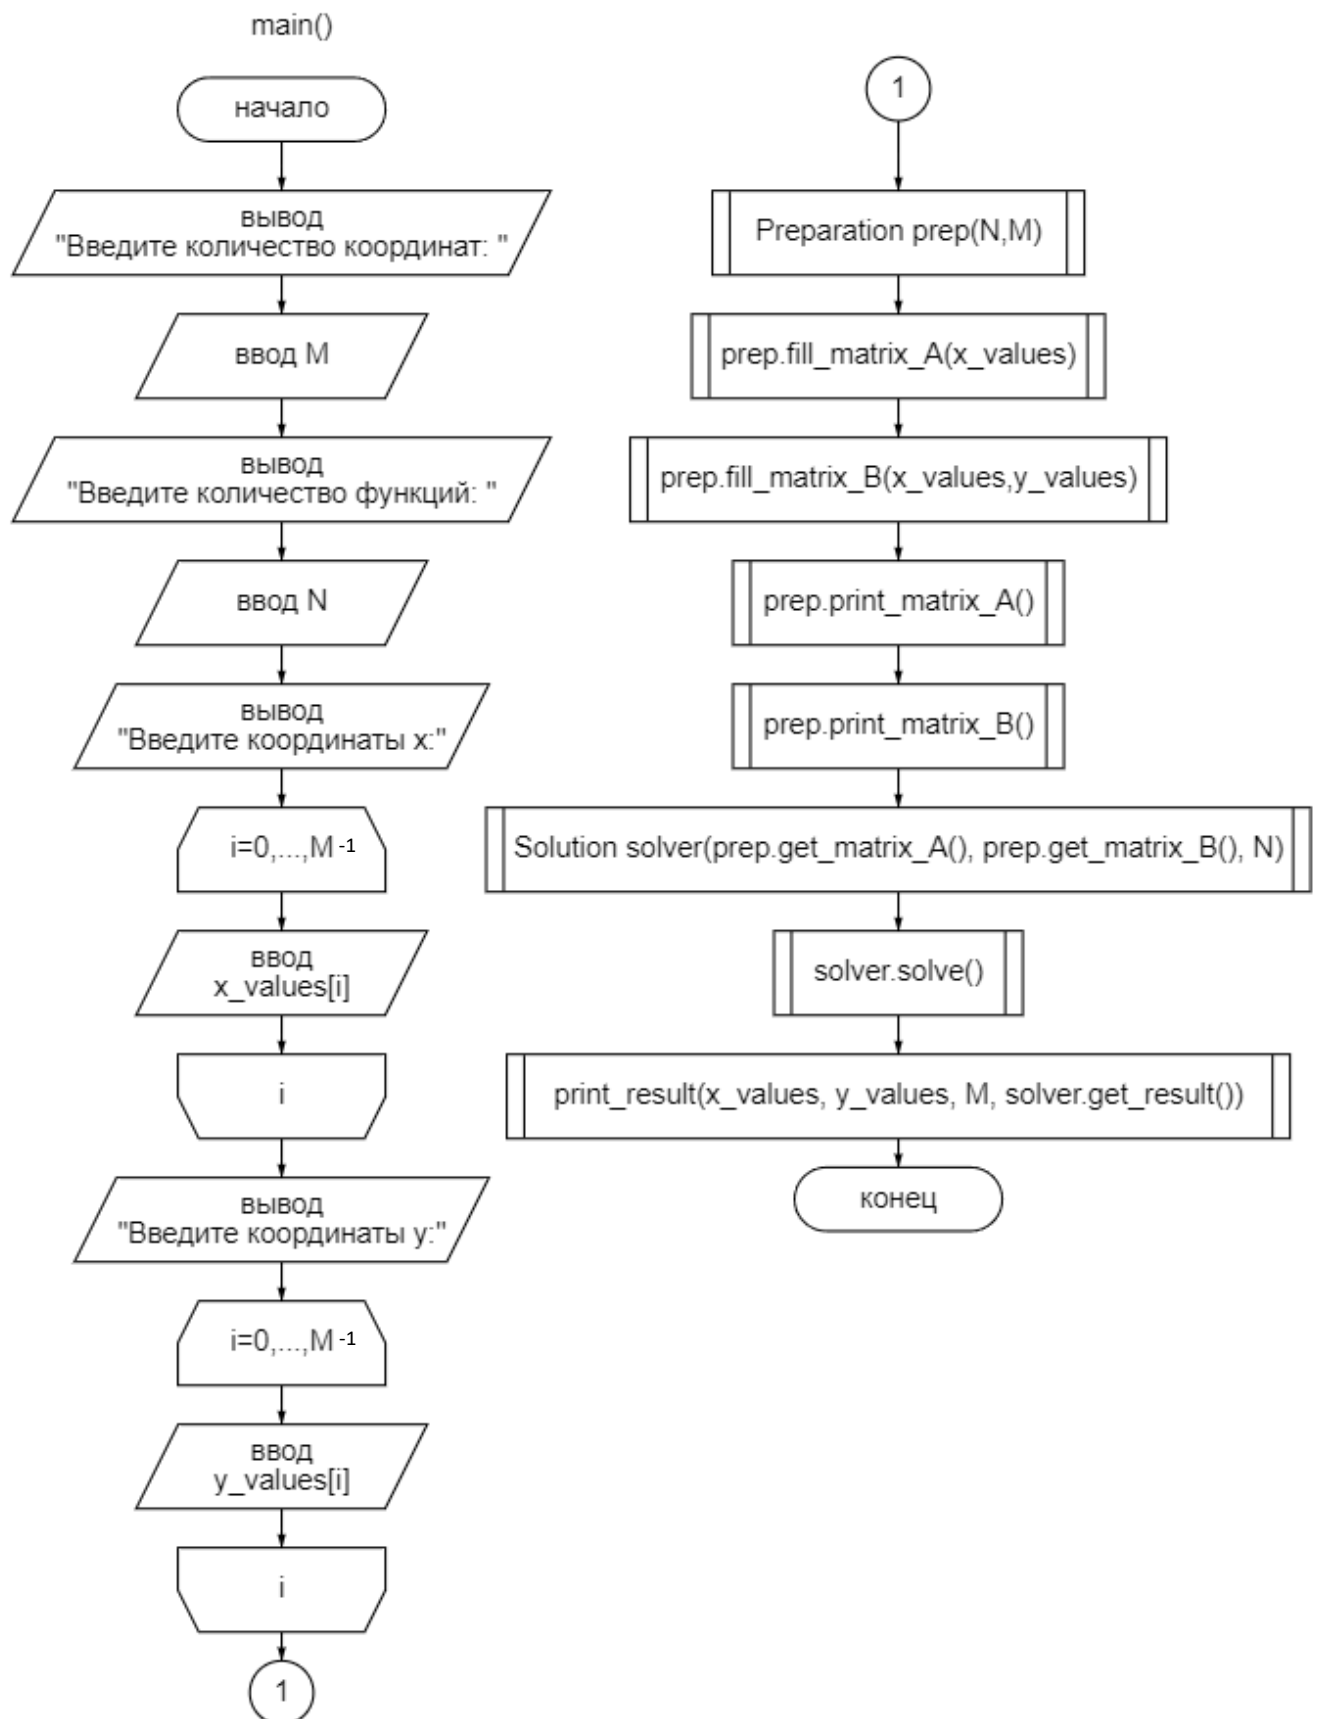 main()
начало
вывод
"Введите количество координат: "
ввод M
вывод
"Введите количество функций: "
ввод N
вывод
"Введите координаты x:"
i=0,...,M -1
ввод
x_values[i]
i
вывод
"Введите координаты y:"
i=0,...,M -1
ввод
y_values[i]
i
1
1
Preparation prep(N,M)
prep.fill_matrix_A(x_values)
prep.fill_matrix_B(x_values,y_values)
prep.print_matrix_A()
prep.print_matrix_B()
Solution solver(prep.get_matrix_A(), prep.get_matrix_B(), N)
solver.solve()
print_result(x_values, y_values, M, solver.get_result())
конец